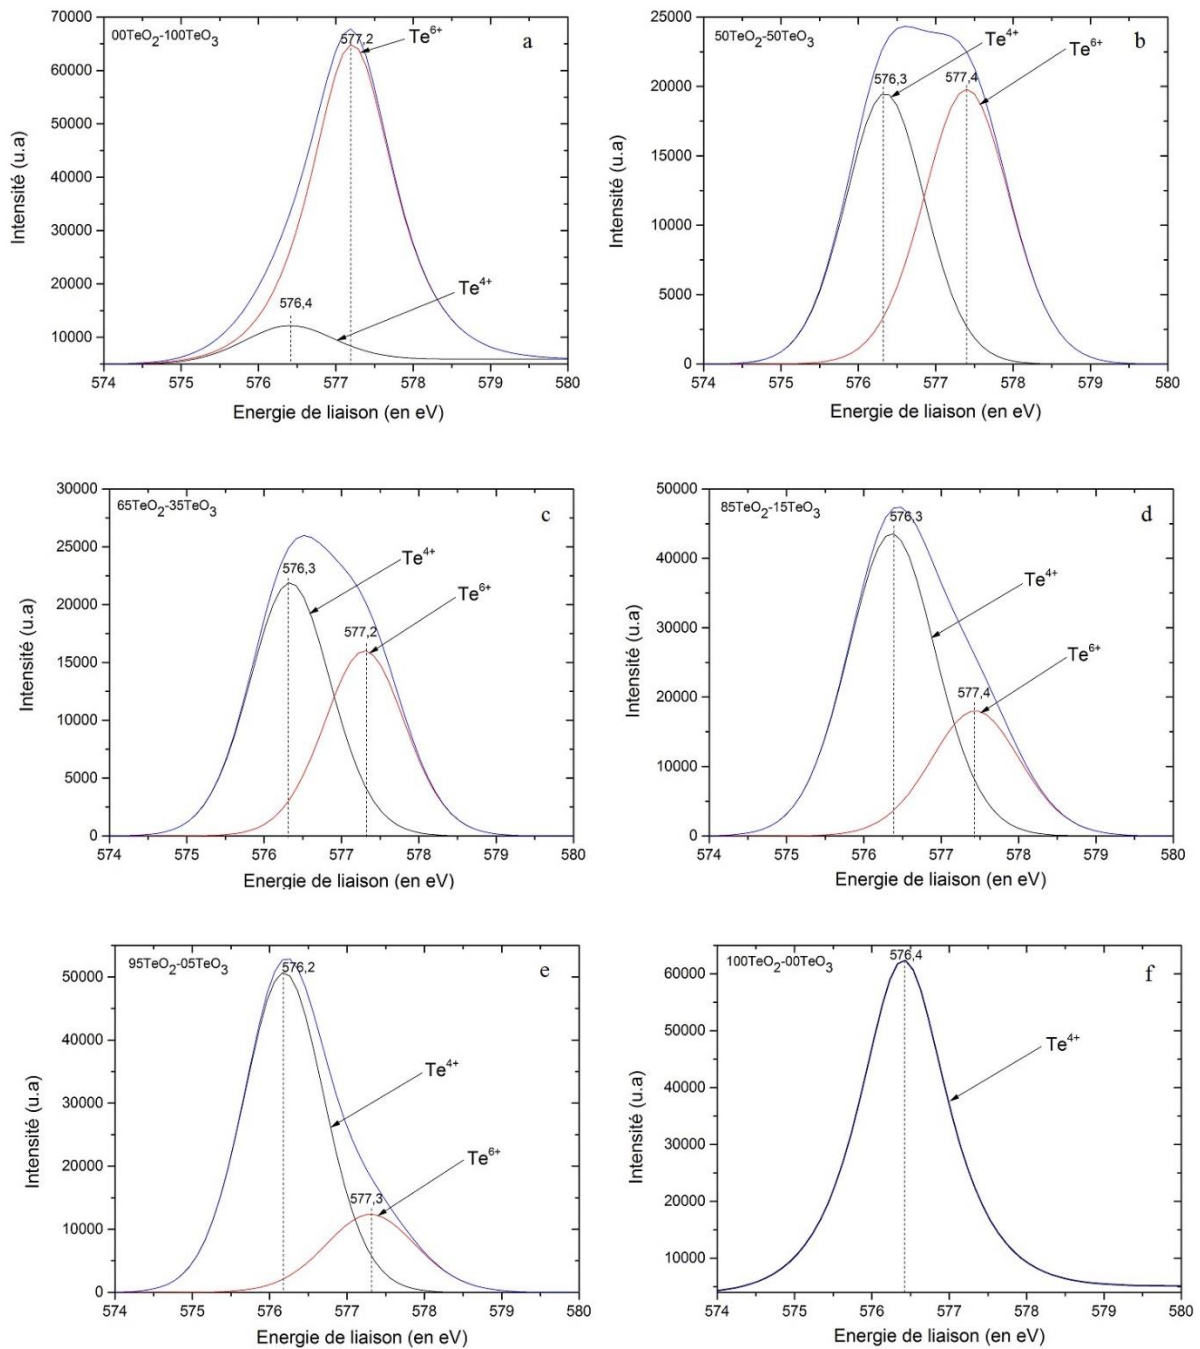 00TeO₂-100TeO₃
a
577,2
Te⁶⁺
576,4
Te⁴⁺
70000
60000
50000
40000
30000
20000
10000
574 575 576 577 578 579 580
Intensité (u.a)
Energie de liaison (en eV)
50TeO₂-50TeO₃
b
576,3
Te⁴⁺
577,4
Te⁶⁺
25000
20000
15000
10000
5000
0
574 575 576 577 578 579 580
Intensité (u.a)
Energie de liaison (en eV)
65TeO₂-35TeO₃
c
576,3
Te⁴⁺
577,2
Te⁶⁺
30000
25000
20000
15000
10000
5000
0
574 575 576 577 578 579 580
Intensité (u.a)
Energie de liaison (en eV)
85TeO₂-15TeO₃
d
576,3
Te⁴⁺
577,4
Te⁶⁺
50000
40000
30000
20000
10000
0
574 575 576 577 578 579 580
Intensité (u.a)
Energie de liaison (en eV)
95TeO₂-05TeO₃
e
576,2
Te⁴⁺
577,3
Te⁶⁺
50000
40000
30000
20000
10000
0
574 575 576 577 578 579 580
Intensité (u.a)
Energie de liaison (en eV)
100TeO₂-00TeO₃
f
576,4
Te⁴⁺
60000
50000
40000
30000
20000
10000
574 575 576 577 578 579 580
Intensité (u.a)
Energie de liaison (en eV)